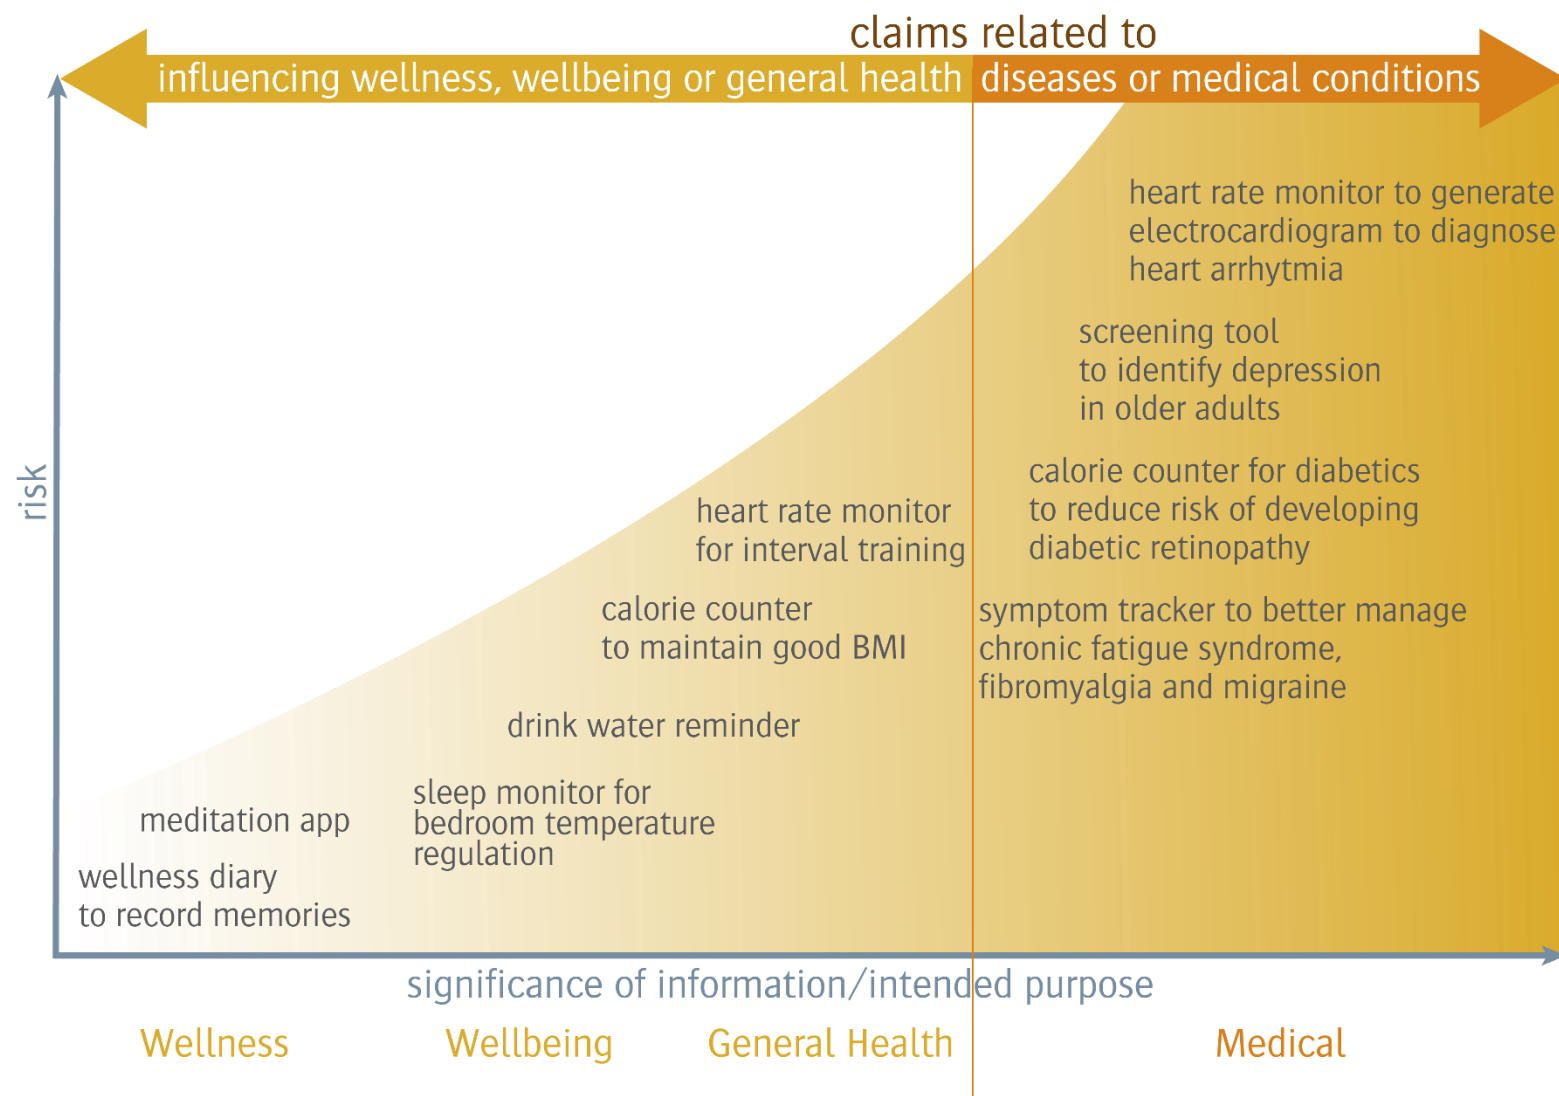 claims related to
influencing wellness, wellbeing or general health
diseases or medical conditions
heart rate monitor to generate
electrocardiogram to diagnose
heart arrhytmia
screening tool
to identify depression
in older adults
calorie counter for diabetics
to reduce risk of developing
diabetic retinopathy
heart rate monitor
for interval training
calorie counter
to maintain good BMI
symptom tracker to better manage
chronic fatigue syndrome,
fibromyalgia and migraine
drink water reminder
sleep monitor for
bedroom temperature
regulation
meditation app
wellness diary
to record memories
risk
significance of information/intended purpose
Wellness
Wellbeing
General Health
Medical